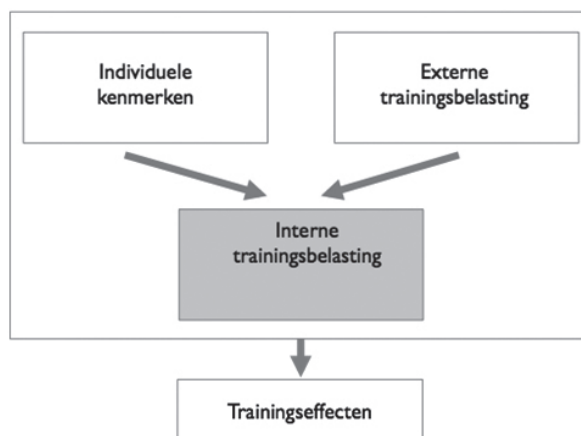 Individuele
kenmerken
Externe
trainingsbelasting
Interne
trainingsbelasting
Trainingseffecten